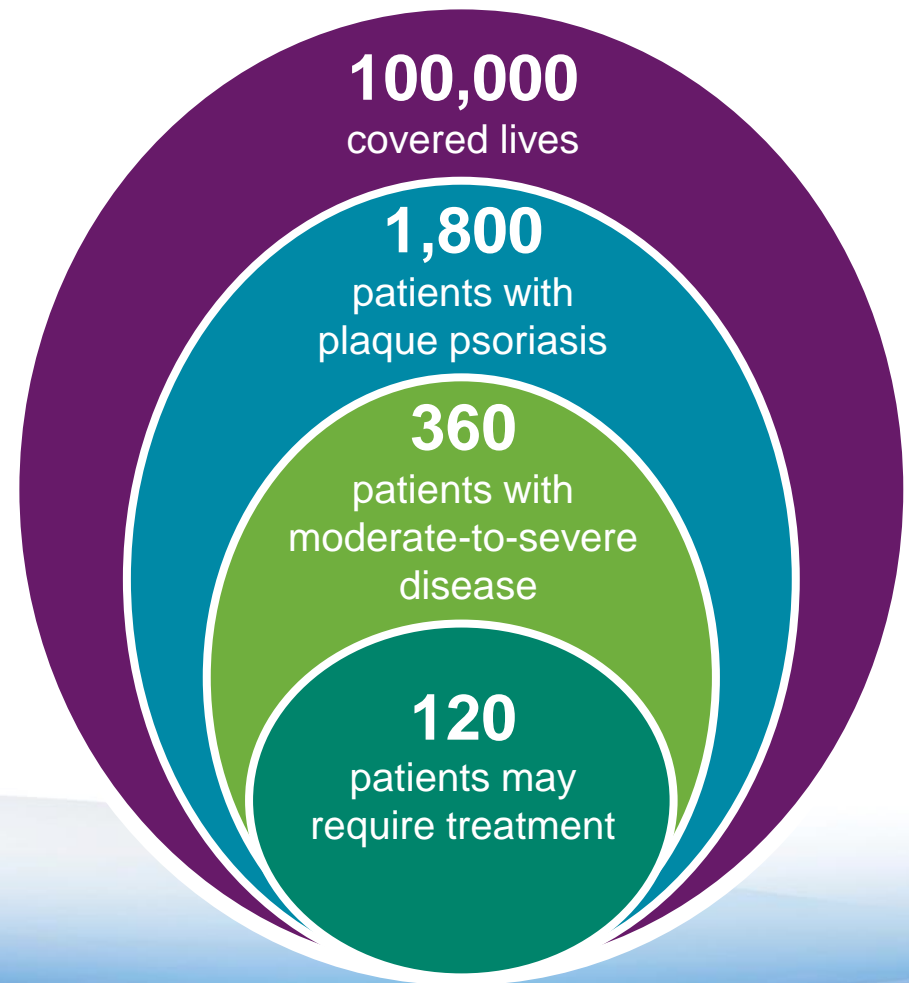 100,000
covered lives
1,800
patients with
plaque psoriasis
360
patients with
moderate-to-severe
disease
120
patients may
require treatment